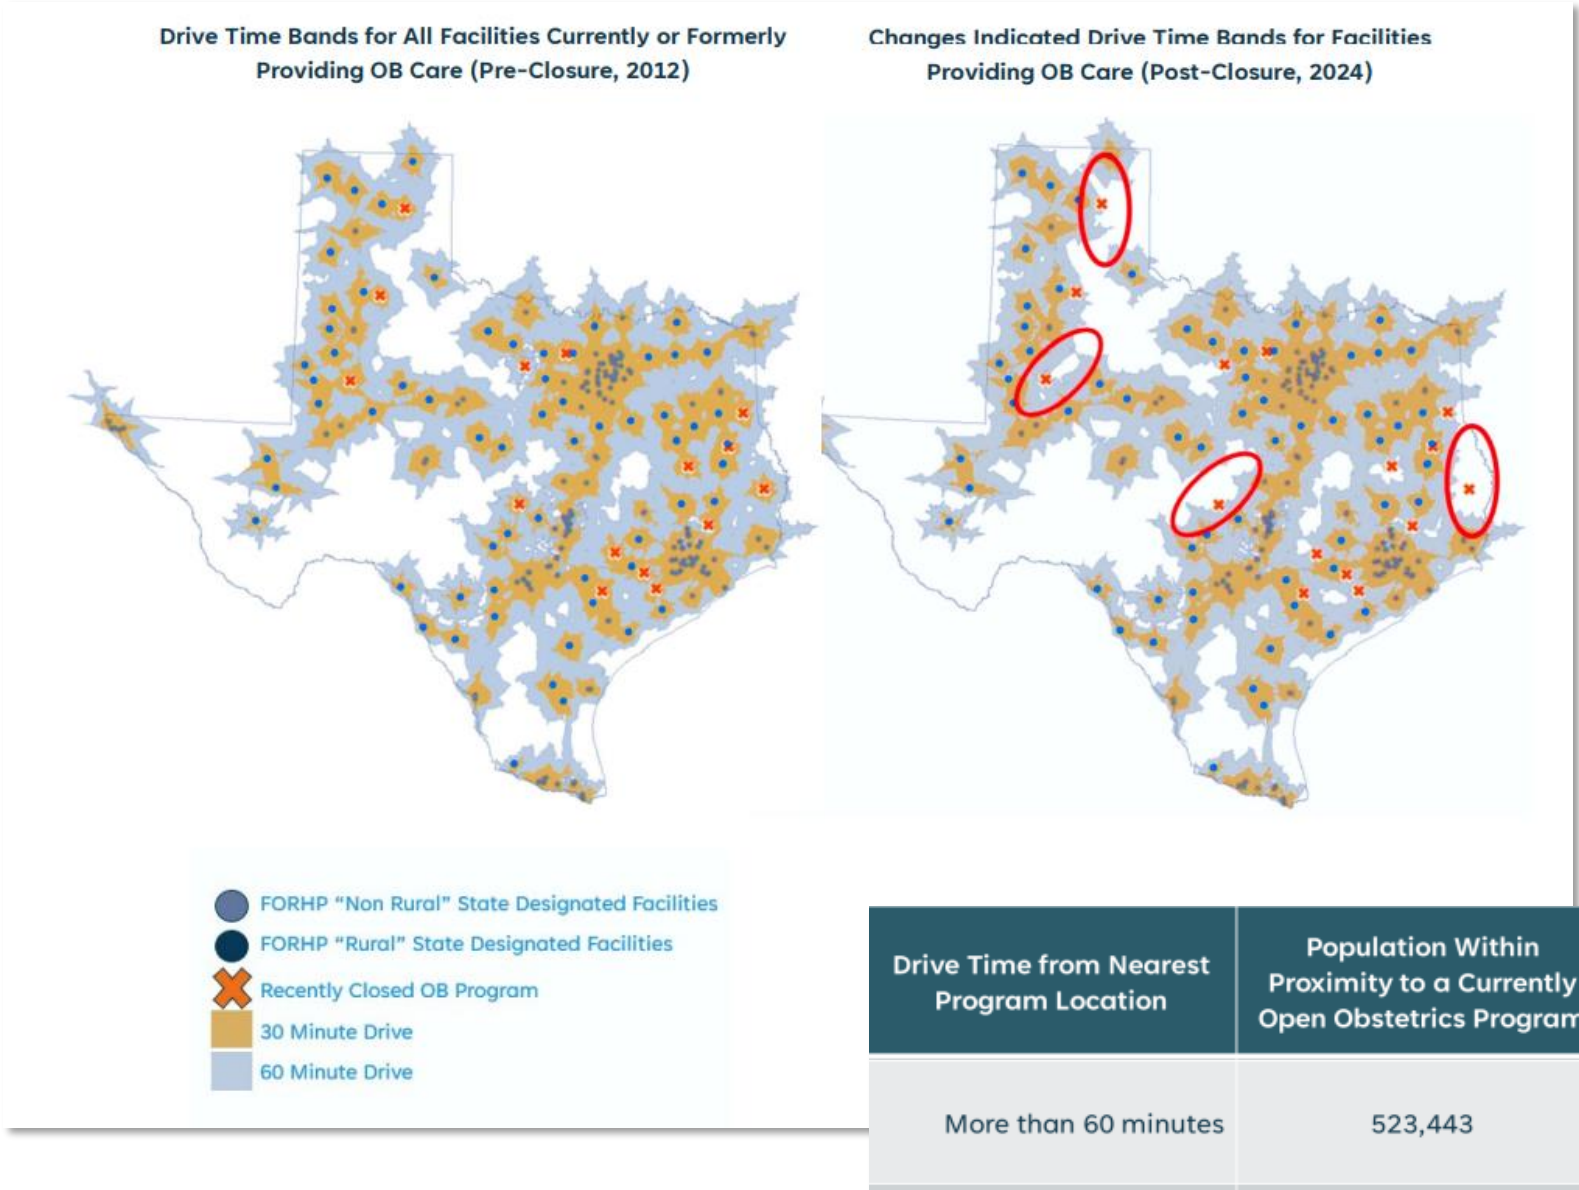 Drive Time Bands for All Facilities Currently or Formerly
Providing OB Care (Pre-Closure, 2012)
Changes Indicated Drive Time Bands for Facilities
Providing OB Care (Post-Closure, 2024)
FORHP “Non Rural” State Designated Facilities
FORHP “Rural” State Designated Facilities
Recently Closed OB Program
30 Minute Drive
60 Minute Drive
Drive Time from Nearest
Program Location
Population Within
Proximity to a Currently
Open Obstetrics Program
More than 60 minutes
523,443